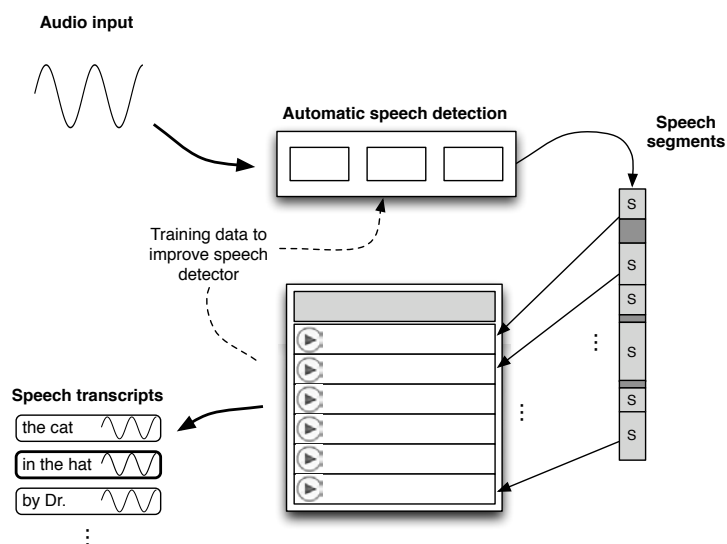 Audio input
Automatic speech detection
Speech
segments
S
S
S
S
S
S
Training data to
improve speech
detector
⋮
⋮
Speech transcripts
the cat
in the hat
by Dr.
⋮